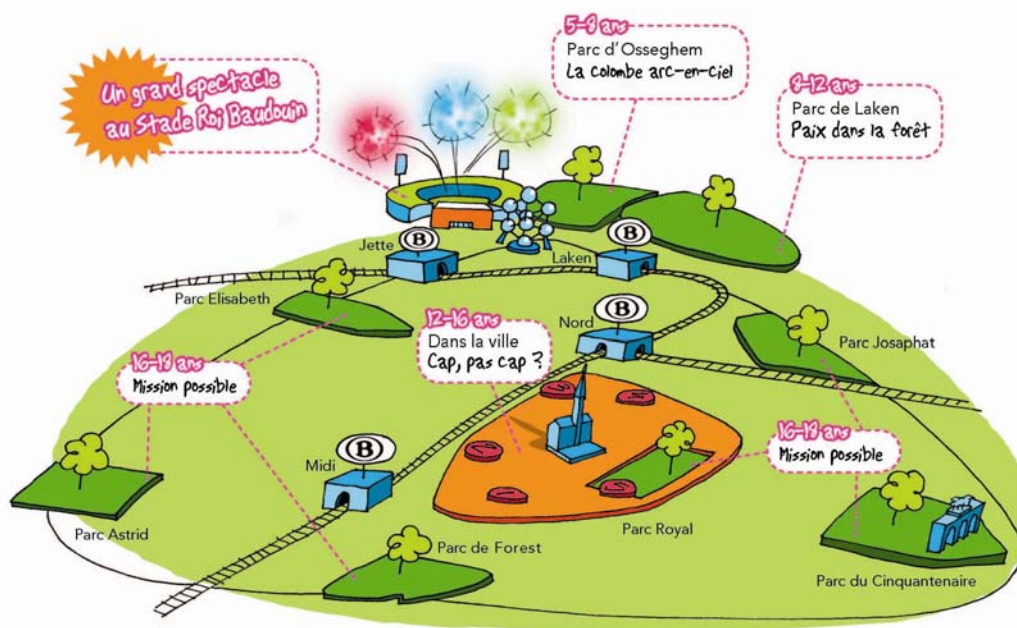 Un grand spectacle
au Stade Roi Baudouin
5-8 ans
Parc d'Osseghem
La colombe arc-en-ciel
8-12 ans
Parc de Laken
Paix dans la forêt
Jette
B
Laken
B
Parc Elisabeth
12-16 ans
Dans la ville
Cap, pas cap ?
Nord
B
Parc Josaphat
16-18 ans
Mission possible
16-18 ans
Mission possible
Midi
B
Parc Astrid
Parc de Forest
Parc Royal
Parc du Cinquantenaire